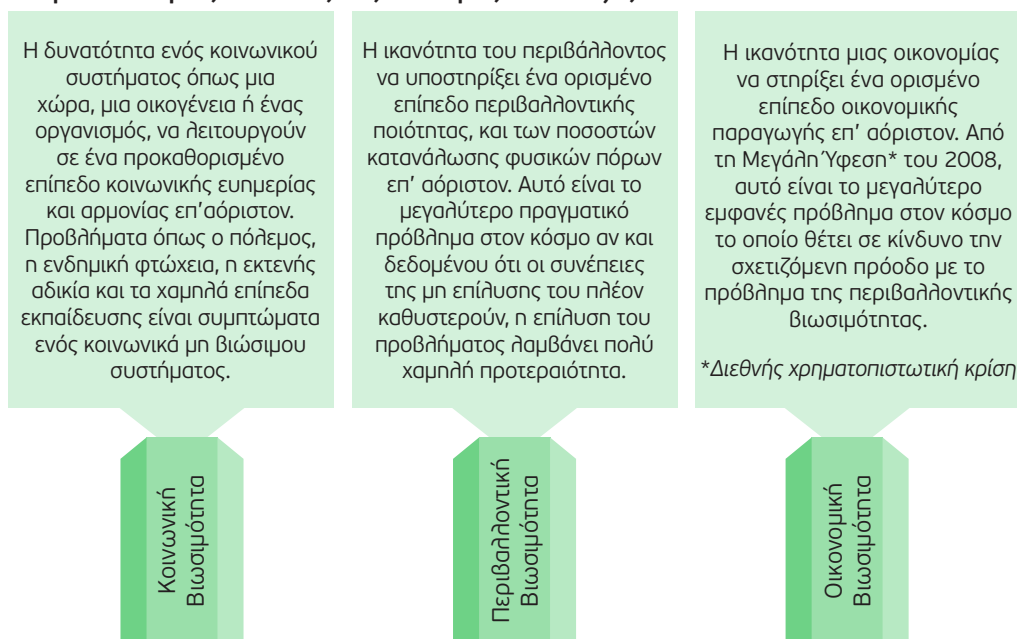 Η δυνατότητα ενός κοινωνικού
συστήματος όπως μια
χώρα, μια οικογένεια ή ένας
οργανισμός, να λειτουργούν
σε ένα προκαθορισμένο
επίπεδο κοινωνικής ευημερίας
και αρμονίας επ'αόριστον.
Προβλήματα όπως ο πόλεμος,
η ενδημική φτώχεια, η εκτενής
αδικία και τα χαμηλά επίπεδα
εκπαίδευσης είναι συμπτώματα
ενός κοινωνικά μη βιώσιμου
συστήματος.
Η ικανότητα του περιβάλλοντος
να υποστηρίξει ένα ορισμένο
επίπεδο περιβαλλοντικής
ποιότητας, και των ποσοστών
κατανάλωσης φυσικών πόρων
επ' αόριστον. Αυτό είναι το
μεγαλύτερο πραγματικό
πρόβλημα στον κόσμο αν και
δεδομένου ότι οι συνέπειες
της μη επίλυσης του πλέον
καθυστερούν, η επίλυση του
προβλήματος λαμβάνει πολύ
χαμηλή προτεραιότητα.
Η ικανότητα μιας οικονομίας
να στηρίξει ένα ορισμένο
επίπεδο οικονομικής
παραγωγής επ' αόριστον. Από
τη Μεγάλη Ύφεση* του 2008,
αυτό είναι το μεγαλύτερο
εμφανές πρόβλημα στον κόσμο
το οποίο θέτει σε κίνδυνο την
σχετιζόμενη πρόοδο με το
πρόβλημα της περιβαλλοντικής
βιωσιμότητας.
*Διεθνής χρηματοπιστωτική κρίση
Κοινωνική
Βιωσιμότητα
Περιβαλλοντική
Βιωσιμότητα
Οικονομική
Βιωσιμότητα